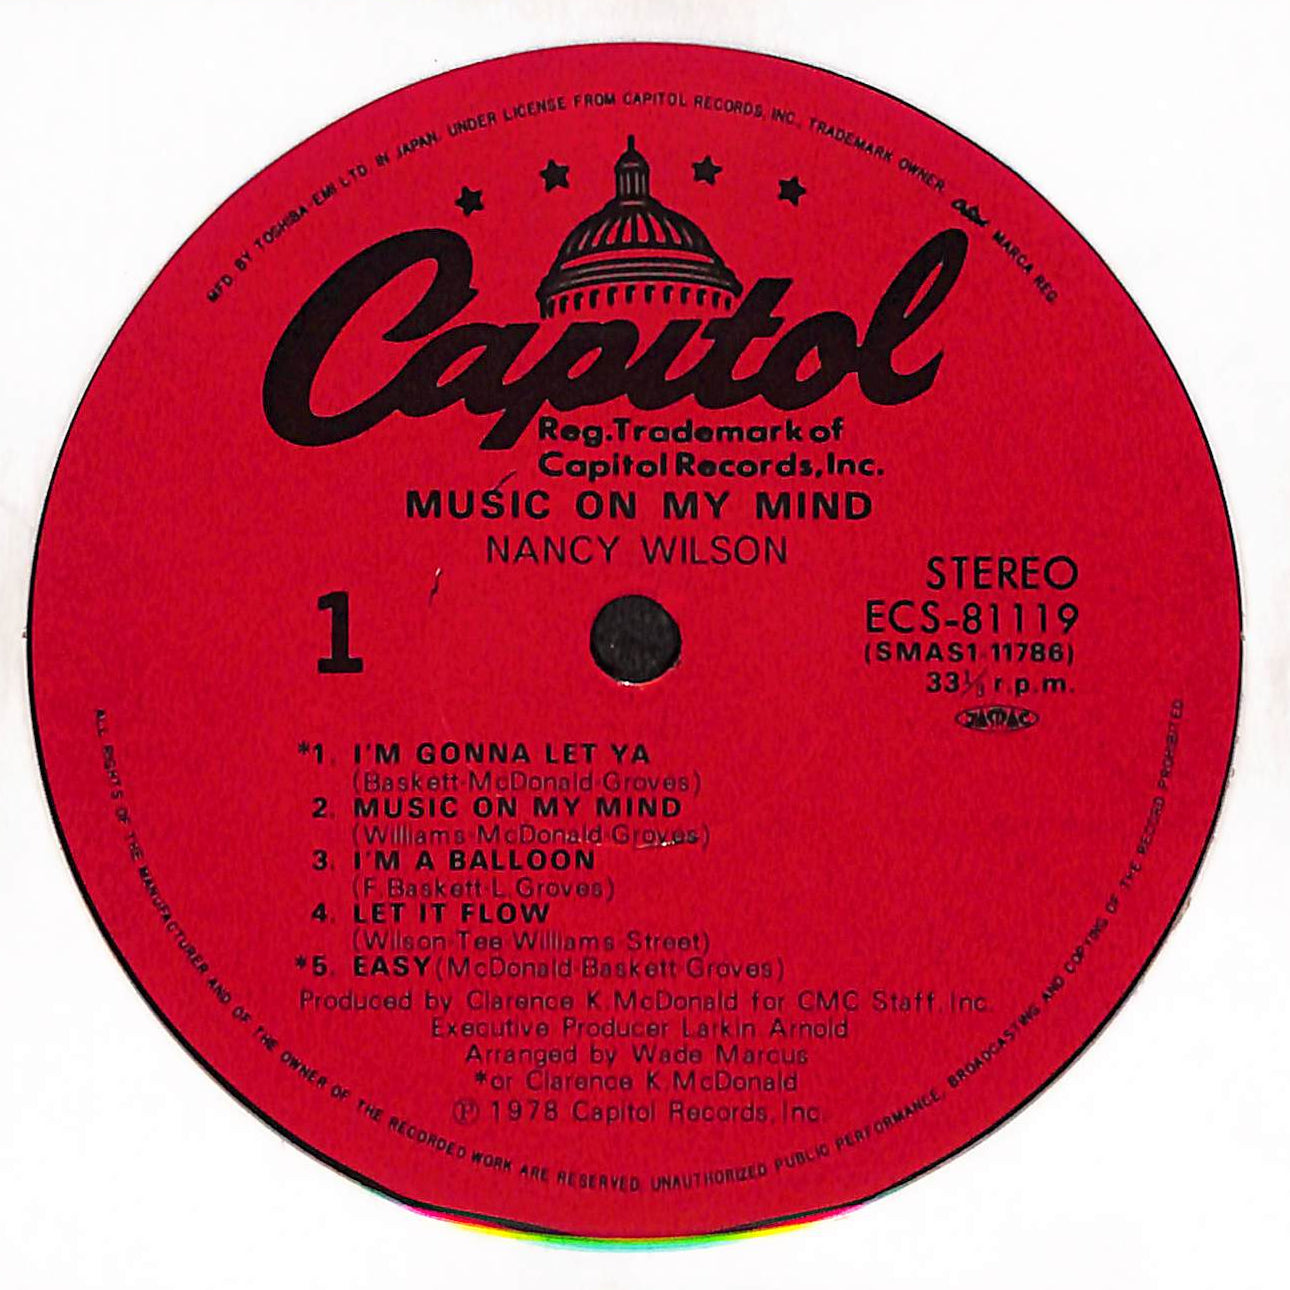 MFD BY TOSHIBA-EMI LTD. IN JAPAN. UNDER LICENSE FROM CAPITOL RECORDS, INC., TRADEMARK OWNER Capitol MARCA REG.
Capitol
Reg.Trademark of
Capitol Records,Inc.
MUSIC ON MY MIND
NANCY WILSON
STEREO
1
ECS-81119
(SMAS1-11786)
33⅓ r.p.m.
JASRAC
*1. I'M GONNA LET YA
(Baskett-McDonald-Groves)
2. MUSIC ON MY MIND
(Williams-McDonald-Groves)
3. I'M A BALLOON
(F.Baskett-L.Groves)
4. LET IT FLOW
(Wilson-Tee-Williams-Street)
*5. EASY (McDonald-Baskett-Groves)
Produced by Clarence K.McDonald for CMC Staff.Inc.
Executive Producer Larkin Arnold
Arranged by Wade Marcus
*or Clarence K.McDonald
℗ 1978 Capitol Records,Inc.
ALL RIGHTS OF THE MANUFACTURER AND OF THE OWNER OF THE RECORDED WORK ARE RESERVED. UNAUTHORIZED PUBLIC PERFORMANCE, BROADCASTING AND COPYING OF THE RECORD PROHIBITED